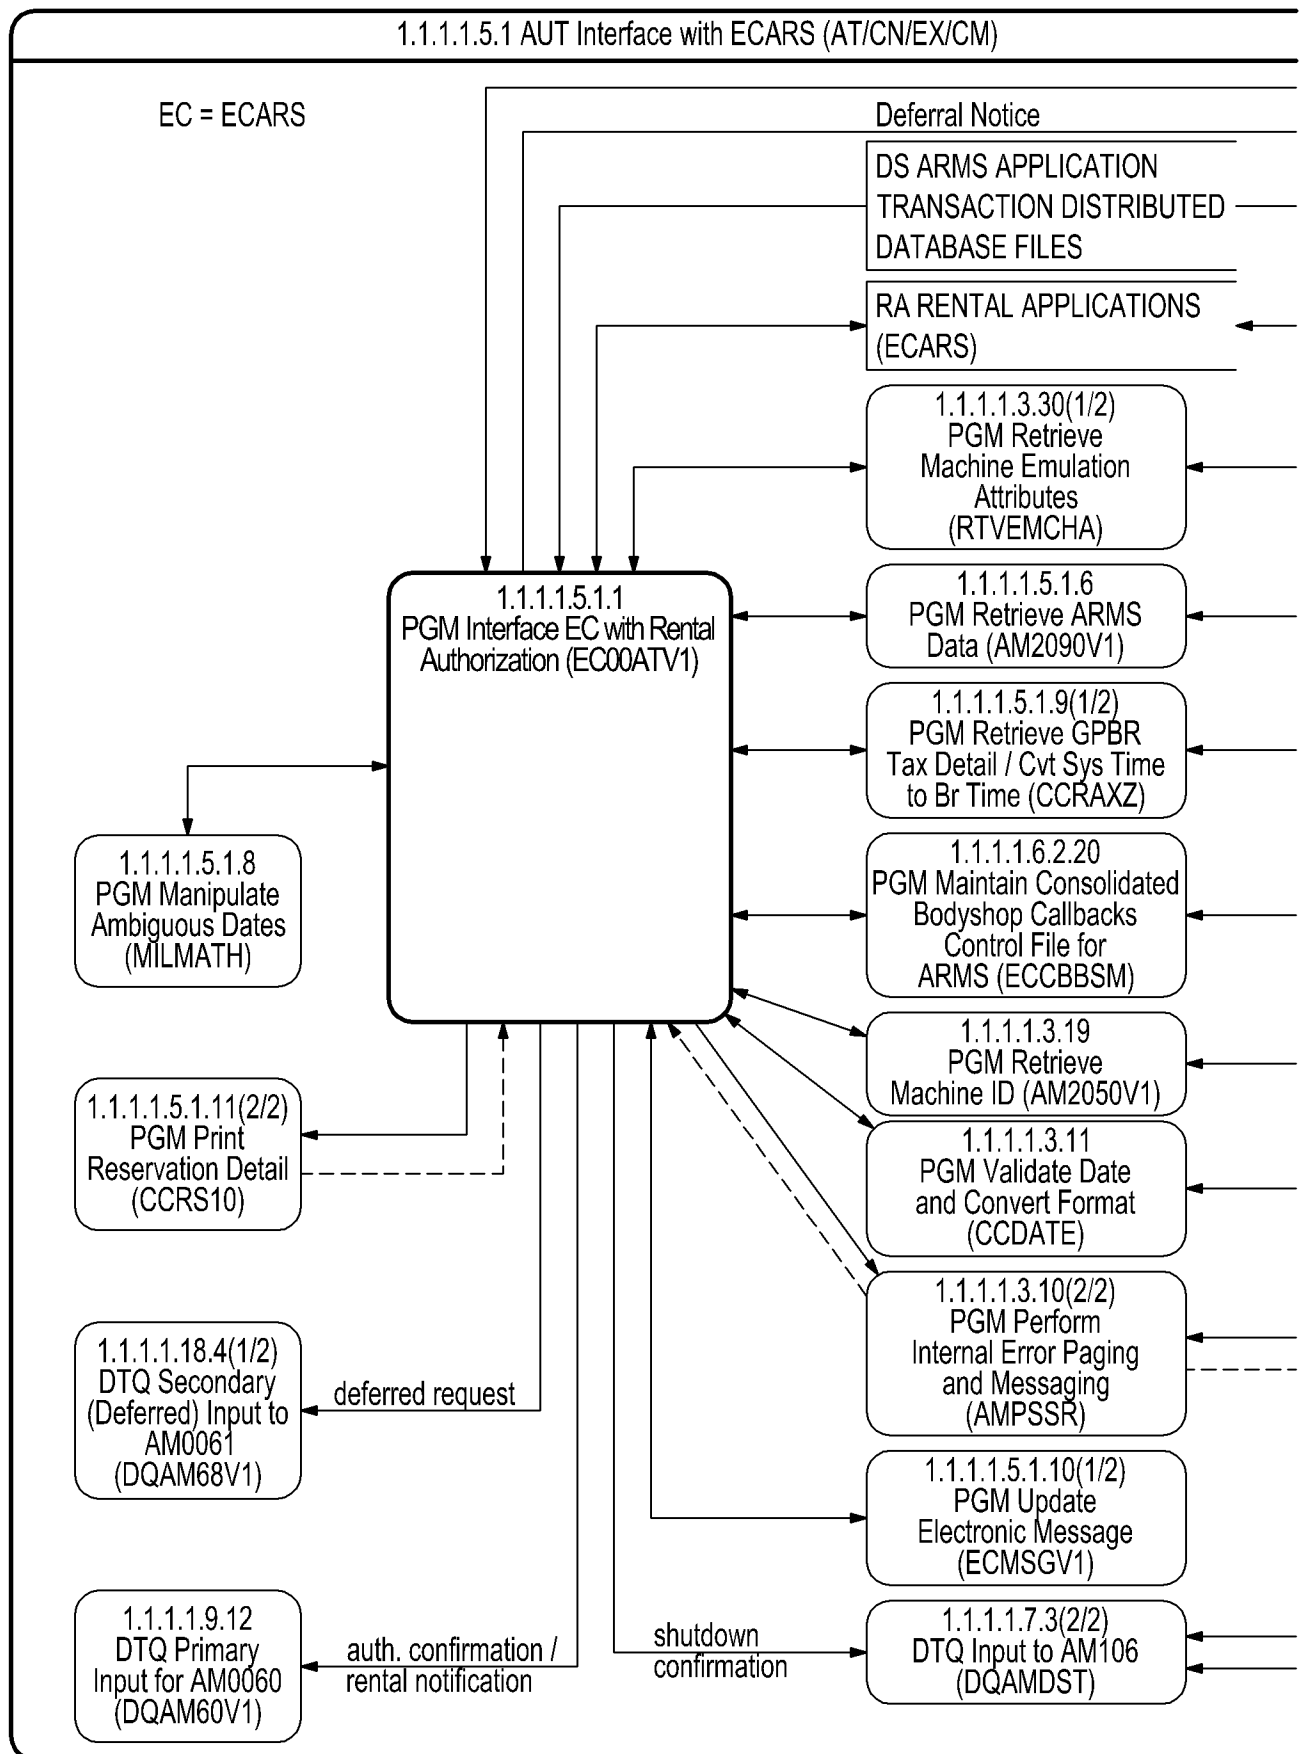 1.1.1.1.5.1 AUT Interface with ECARS (AT/CN/EX/CM)
EC = ECARS
Deferral Notice
DS ARMS APPLICATION
TRANSACTION DISTRIBUTED
DATABASE FILES
RA RENTAL APPLICATIONS
(ECARS)
1.1.1.1.3.30(1/2)
PGM Retrieve
Machine Emulation
Attributes
(RTVEMCHA)
1.1.1.1.5.1.1
PGM Interface EC with Rental
Authorization (EC00ATV1)
1.1.1.1.5.1.6
PGM Retrieve ARMS
Data (AM2090V1)
1.1.1.1.5.1.9(1/2)
PGM Retrieve GPBR
Tax Detail / Cvt Sys Time
to Br Time (CCRAXZ)
1.1.1.1.5.1.8
PGM Manipulate
Ambiguous Dates
(MILMATH)
1.1.1.1.6.2.20
PGM Maintain Consolidated
Bodyshop Callbacks
Control File for
ARMS (ECCBBSM)
1.1.1.1.3.19
PGM Retrieve
Machine ID (AM2050V1)
1.1.1.1.5.1.11(2/2)
PGM Print
Reservation Detail
(CCRS10)
1.1.1.1.3.11
PGM Validate Date
and Convert Format
(CCDATE)
1.1.1.1.3.10(2/2)
PGM Perform
Internal Error Paging
and Messaging
(AMPSSR)
1.1.1.1.18.4(1/2)
DTQ Secondary
(Deferred) Input to
AM0061
(DQAM68V1)
deferred request
1.1.1.1.5.1.10(1/2)
PGM Update
Electronic Message
(ECMSGV1)
1.1.1.1.9.12
DTQ Primary
Input for AM0060
(DQAM60V1)
auth. confirmation /
rental notification
shutdown
confirmation
1.1.1.1.7.3(2/2)
DTQ Input to AM106
(DQAMDST)